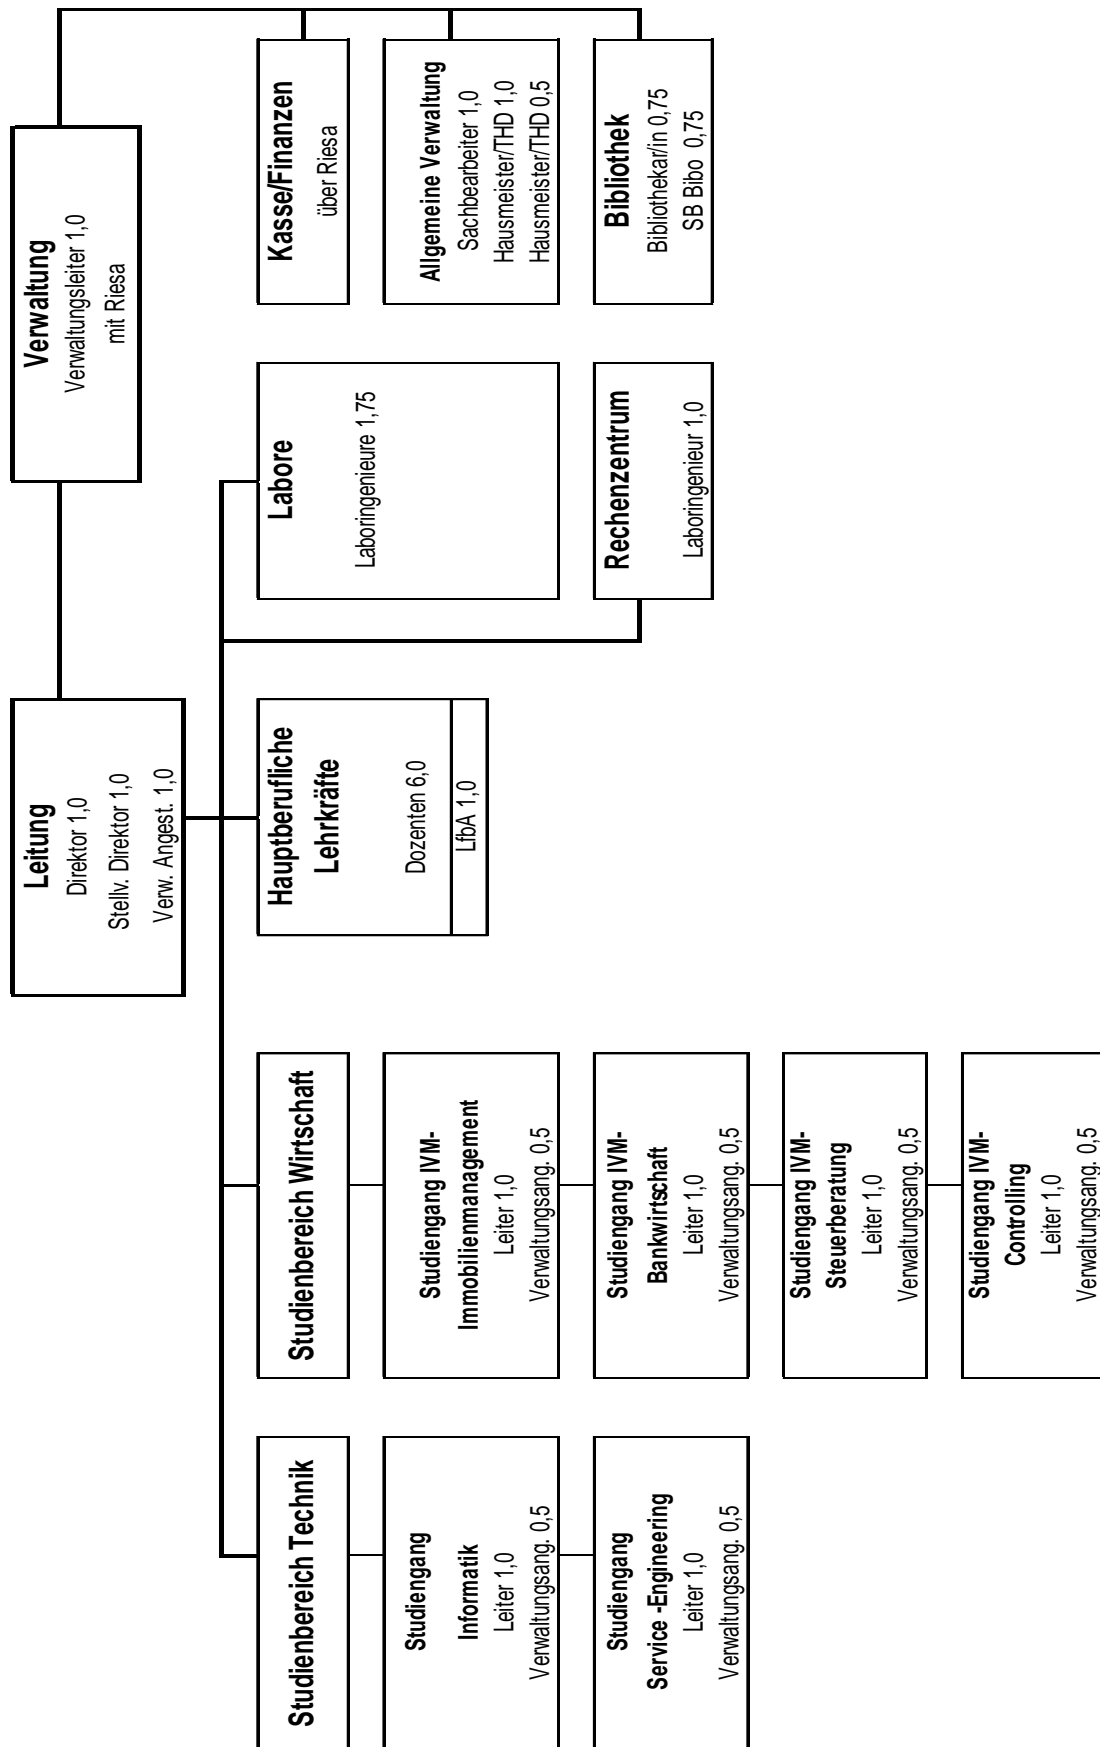 Leitung
Direktor 1,0
Stellv. Direktor 1,0
Verw. Angest. 1,0
Verwaltung
Verwaltungsleiter 1,0
mit Riesa
Studienbereich Technik
Studiengang
Informatik
Leiter 1,0
Verwaltungsang. 0,5
Studiengang
Service -Engineering
Leiter 1,0
Verwaltungsang. 0,5
Studienbereich Wirtschaft
Studiengang IVM-
Immobilienmanagement
Leiter 1,0
Verwaltungsang. 0,5
Studiengang IVM-
Bankwirtschaft
Leiter 1,0
Verwaltungsang. 0,5
Studiengang IVM-
Steuerberatung
Leiter 1,0
Verwaltungsang. 0,5
Studiengang IVM-
Controlling
Leiter 1,0
Verwaltungsang. 0,5
Hauptberufliche
Lehrkräfte
Dozenten 6,0
LfbA 1,0
Labore
Laboringenieure 1,75
Rechenzentrum
Laboringenieur 1,0
Kasse/Finanzen
über Riesa
Allgemeine Verwaltung
Sachbearbeiter 1,0
Hausmeister/THD 1,0
Hausmeister/THD 0,5
Bibliothek
Bibliothekar/in 0,75
SB Bibo 0,75